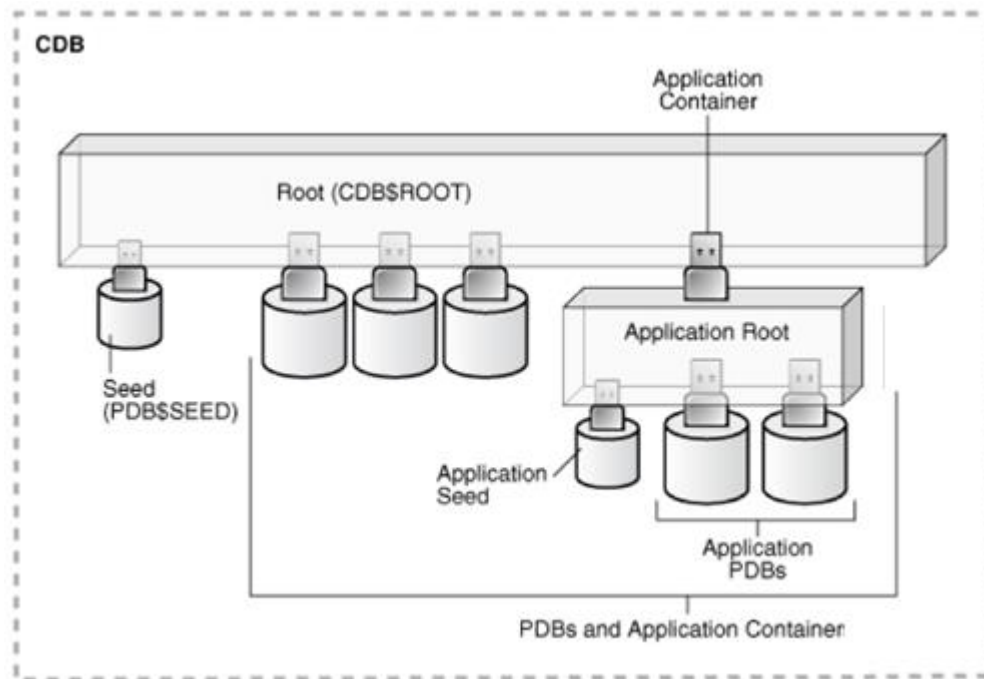 CDB
Application
Container
Root (CDB$ROOT)
Application Root
Seed
(PDB$SEED)
Application
Seed
Application
PDBs
PDBs and Application Container